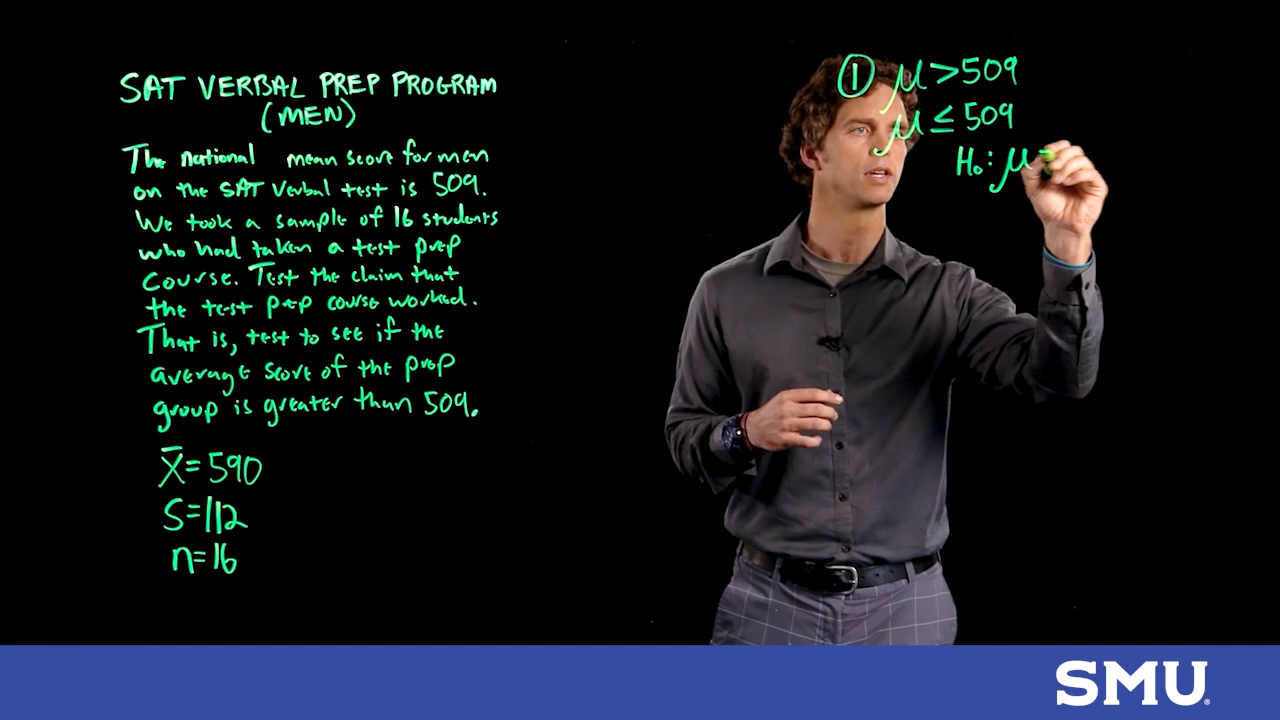 SAT VERBAL PREP PROGRAM
(MEN)
The national mean score for men
on the SAT Verbal test is 509.
We took a sample of 16 students
who had taken a test prep
course. Test the claim that
the test prep course worked.
That is, test to see if the
average score of the prep
group is greater than 509.
x̄=590
S=112
n=16
① μ>509
μ≤509
H₀: μ
SMU